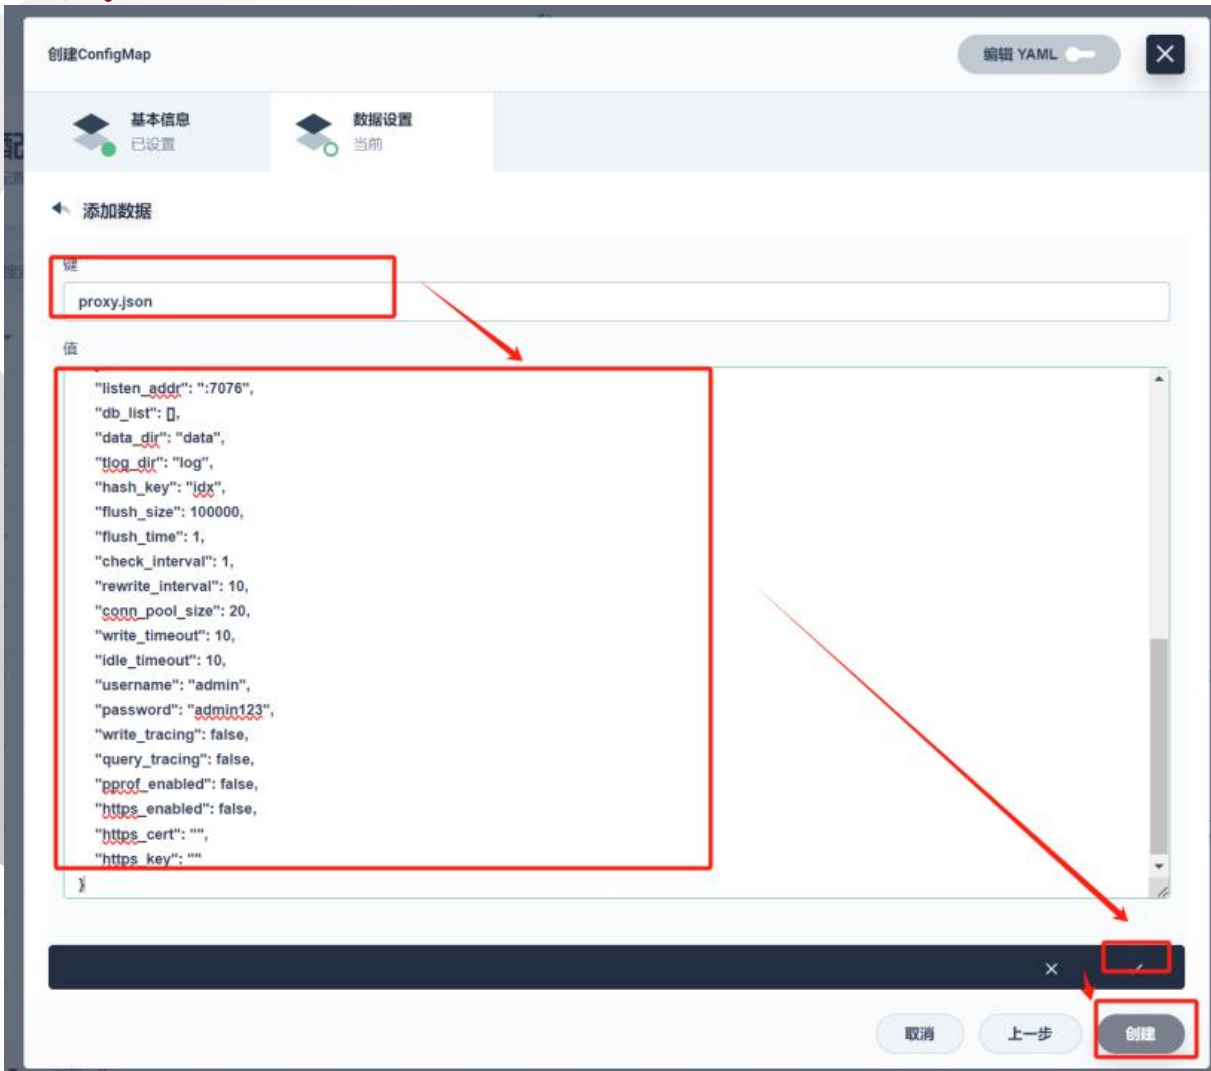 创建ConfigMap
编辑 YAML
基本信息
已设置
数据设置
当前
添加数据
键
proxy.json
值
"listen_addr": ":7076",
"db_list": [],
"data_dir": "data",
"tlog_dir": "log",
"hash_key": "idx",
"flush_size": 100000,
"flush_time": 1,
"check_interval": 1,
"rewrite_interval": 10,
"conn_pool_size": 20,
"write_timeout": 10,
"idle_timeout": 10,
"username": "admin",
"password": "admin123",
"write_tracing": false,
"query_tracing": false,
"pprof_enabled": false,
"https_enabled": false,
"https_cert": "",
"https_key": ""
}
取消
上一步
创建